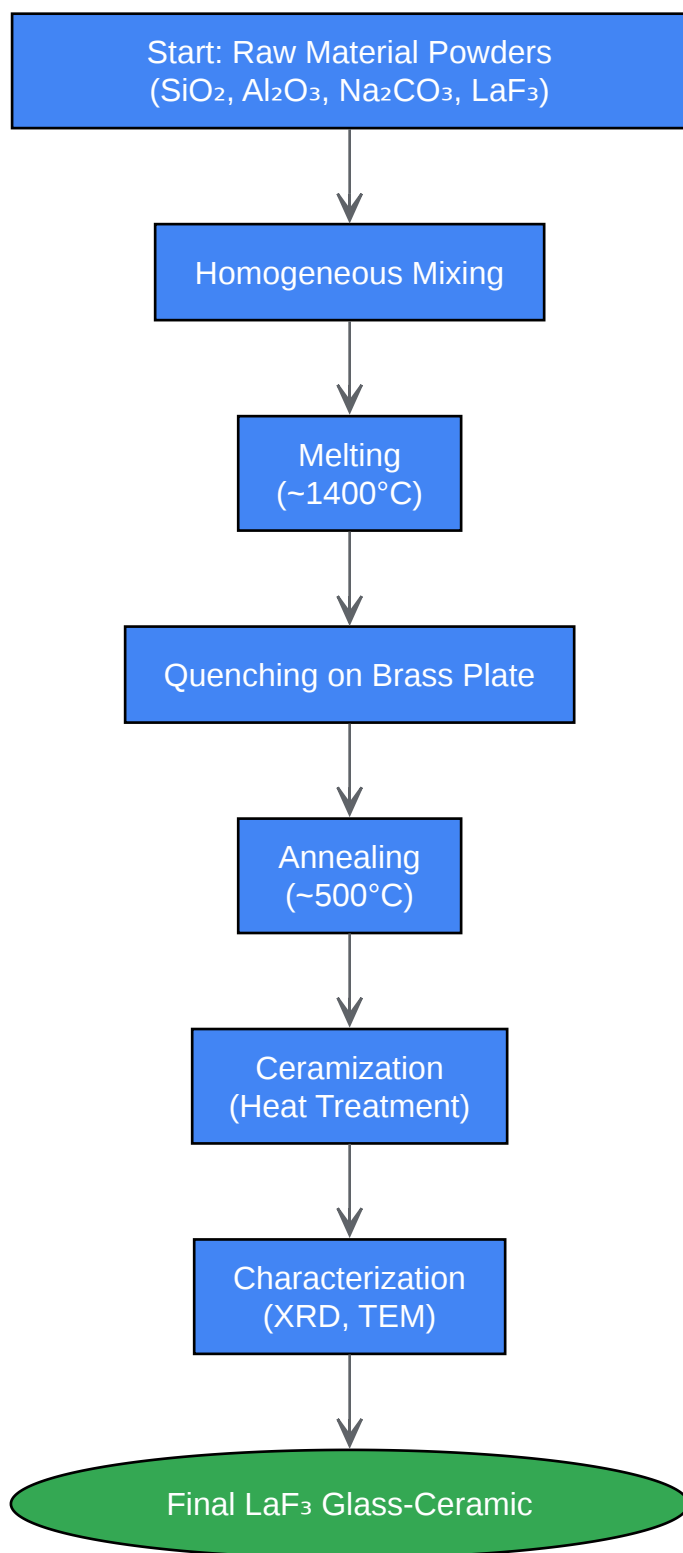 Start: Raw Material Powders
(SiO₂, Al₂O₃, Na₂CO₃, LaF₃)
Homogeneous Mixing
Melting
(~1400°C)
Quenching on Brass Plate
Annealing
(~500°C)
Ceramization
(Heat Treatment)
Characterization
(XRD, TEM)
Final LaF₃ Glass-Ceramic